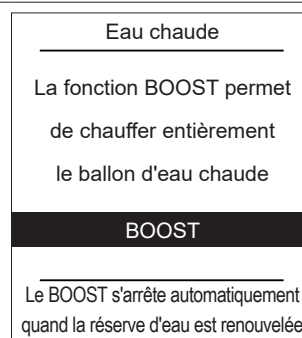 Eau chaude
La fonction BOOST permet
de chauffer entièrement
le ballon d'eau chaude
BOOST
Le BOOST s'arrête automatiquement
quand la réserve d'eau est renouvelée